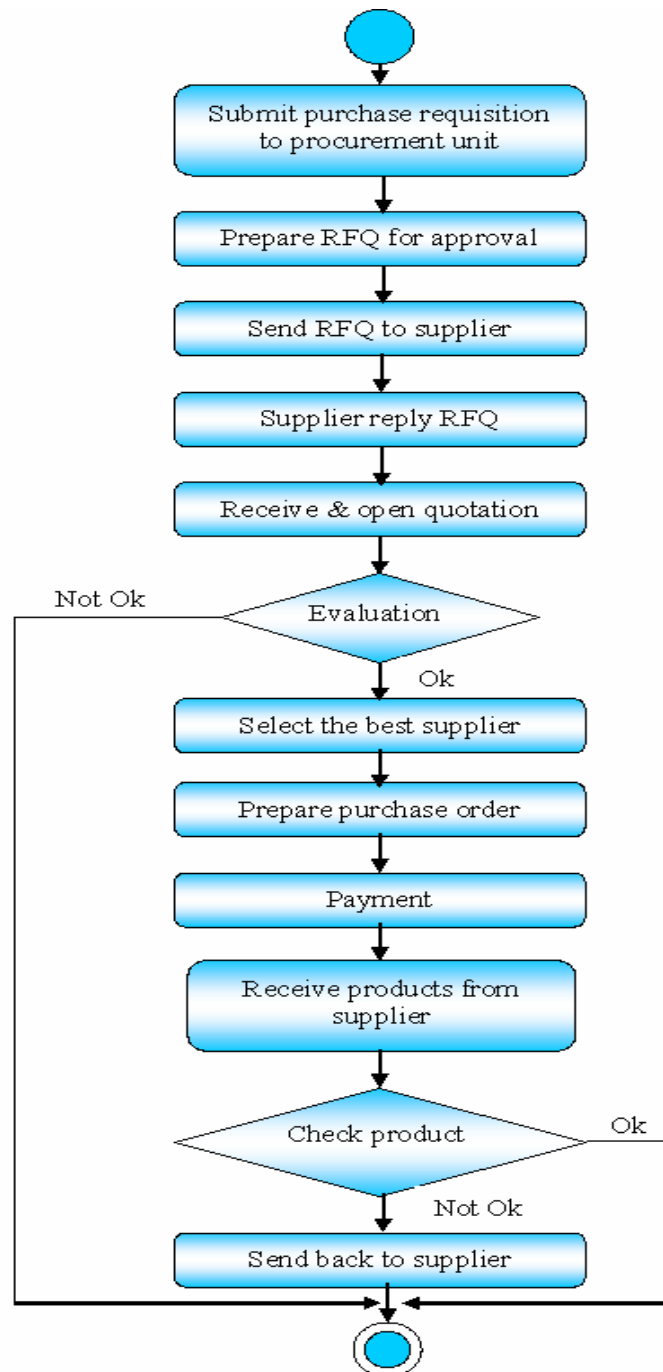 Submit purchase requisition
to procurement unit
Prepare RFQ for approval
Send RFQ to supplier
Supplier reply RFQ
Receive & open quotation
Not Ok
Evaluation
Ok
Select the best supplier
Prepare purchase order
Payment
Receive products from
supplier
Check product
Ok
Not Ok
Send back to supplier